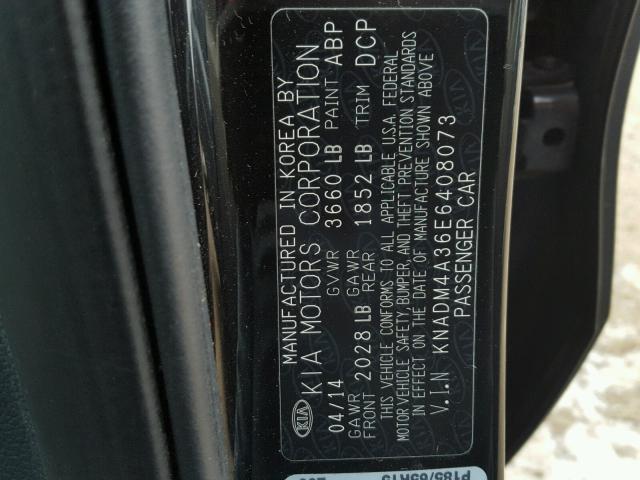 MANUFACTURED IN KOREA BY
KIA KIA MOTORS CORPORATION
04/14 GVWR 3660 LB PAINT ABP
GAWR FRONT 2028 LB GAWR REAR 1852 LB TRIM DCP
THIS VEHICLE CONFORMS TO ALL APPLICABLE U.S.A. FEDERAL
MOTOR VEHICLE SAFETY, BUMPER, AND THEFT PREVENTION STANDARDS
IN EFFECT ON THE DATE OF MANUFACTURE SHOWN ABOVE
V.I.N KNADM4A36E6408073
PASSENGER CAR
P185/65R15